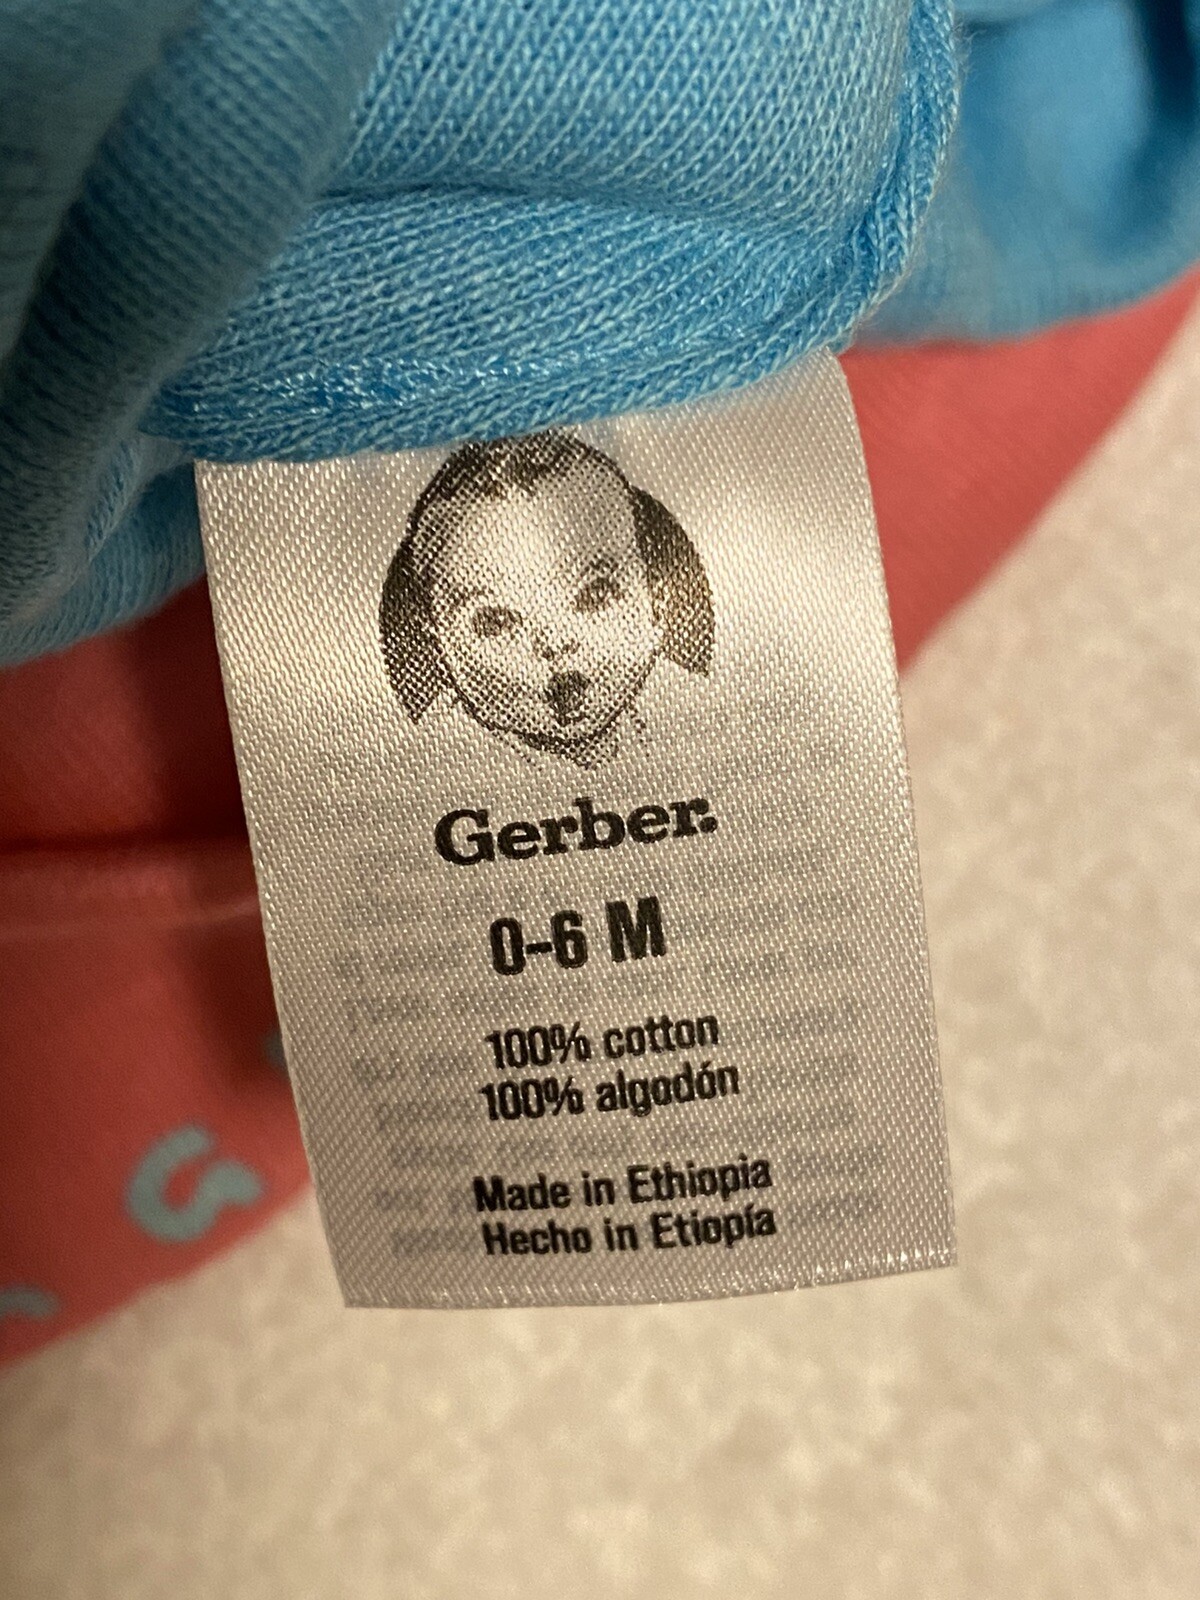 Gerber.
0-6 M
100% cotton
100% algodón
Made in Ethiopia
Hecho in Etiopía